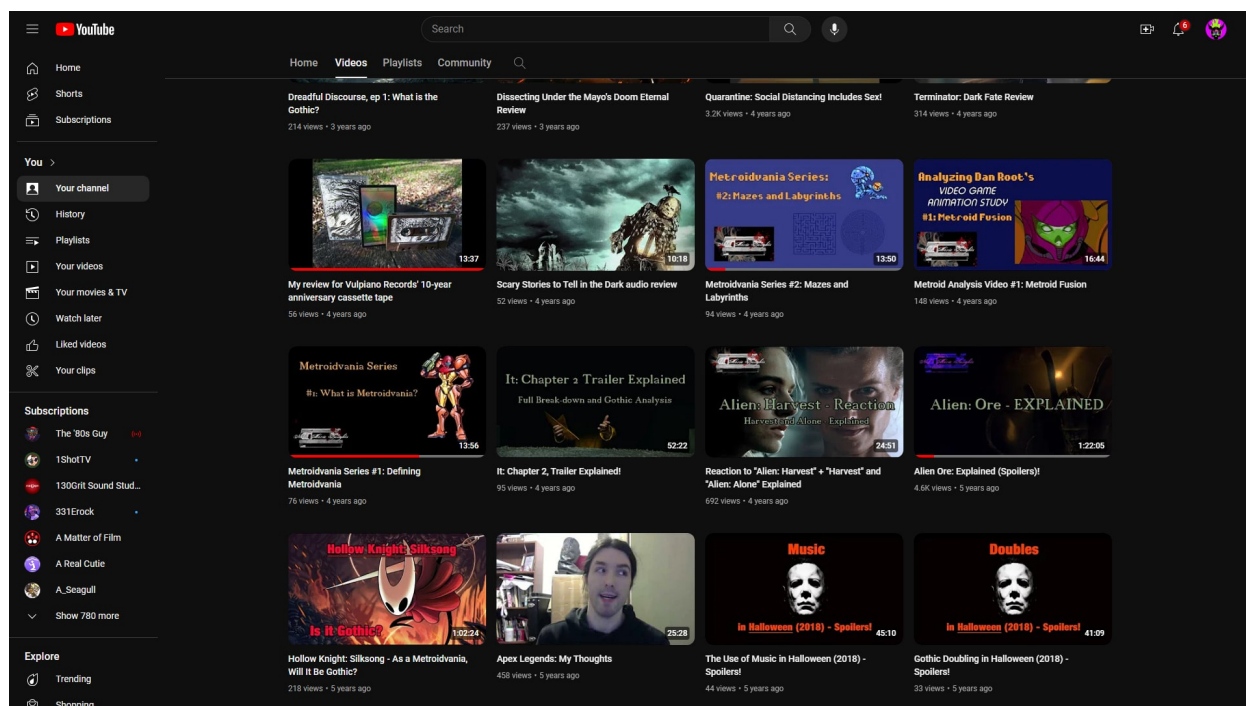 YouTube
Search
6
Home
Shorts
Subscriptions
You
Your channel
History
Playlists
Your videos
Your movies & TV
Watch later
Liked videos
Your clips
Subscriptions
The '80s Guy
1ShotTV
130Grit Sound Stud...
331Erock
A Matter of Film
A Real Cutie
A_Seagull
Show 780 more
Explore
Trending
Shopping
Home Videos Playlists Community
Dreadful Discourse, ep 1: What is the
Gothic?
214 views • 3 years ago
Dissecting Under the Mayo's Doom Eternal
Review
237 views • 3 years ago
Quarantine: Social Distancing Includes Sex!
3.2K views • 4 years ago
Terminator: Dark Fate Review
314 views • 4 years ago
13:37
My review for Vulpiano Records' 10-year
anniversary cassette tape
56 views • 4 years ago
10:18
Scary Stories to Tell in the Dark audio review
52 views • 4 years ago
Metroidvania Series:
#2: Mazes and Labyrinths
13:50
Metroidvania Series #2: Mazes and
Labyrinths
94 views • 4 years ago
Analyzing Dan Root's
VIDEO GAME
ANIMATION STUDY
#1: Metroid Fusion
16:44
Metroid Analysis Video #1: Metroid Fusion
148 views • 4 years ago
Metroidvania Series
#1: What is Metroidvania?
13:56
Metroidvania Series #1: Defining
Metroidvania
76 views • 4 years ago
It: Chapter 2 Trailer Explained
Full Break-down and Gothic Analysis
52:22
It: Chapter 2, Trailer Explained!
95 views • 4 years ago
Alien: Harvest - Reaction
Harvest and Alone - Explained
24:51
Reaction to "Alien: Harvest" + "Harvest" and
"Alien: Alone" Explained
692 views • 4 years ago
Alien: Ore - EXPLAINED
1:22:05
Alien Ore: Explained (Spoilers)!
4.6K views • 5 years ago
Hollow Knight: Silksong
Is it Gothic?
1:02:24
Hollow Knight: Silksong - As a Metroidvania,
Will It Be Gothic?
218 views • 5 years ago
25:28
Apex Legends: My Thoughts
458 views • 5 years ago
Music
in Halloween (2018) - Spoilers!
45:10
The Use of Music in Halloween (2018) -
Spoilers!
44 views • 5 years ago
Doubles
in Halloween (2018) - Spoilers!
41:09
Gothic Doubling in Halloween (2018) -
Spoilers!
33 views • 5 years ago